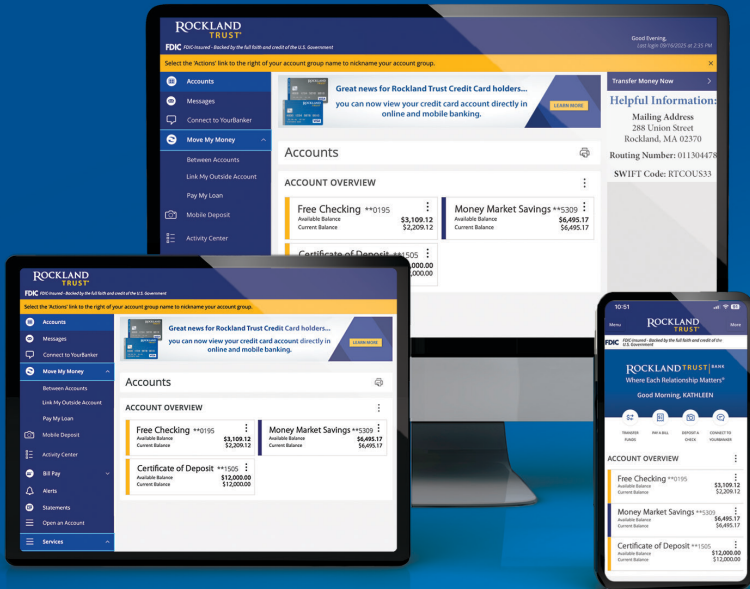 ROCKLAND
TRUST
FDIC FDIC-Insured - Backed by the full faith and credit of the U.S. Government
Good Evening,
Last login 09/16/2025 at 2:35 PM
Select the 'Actions' link to the right of your account group name to nickname your account group. ×
Accounts
Messages
Connect to YourBanker
Move My Money
Between Accounts
Link My Outside Account
Pay My Loan
Mobile Deposit
Activity Center
ROCKLAND
TRUST
Great news for Rockland Trust Credit Card holders...
you can now view your credit card account directly in
online and mobile banking.
LEARN MORE
Accounts
ACCOUNT OVERVIEW
Free Checking **0195
Available Balance $3,109.12
Current Balance $2,209.12
Money Market Savings **5309
Available Balance $6,495.17
Current Balance $6,495.17
Certificate of Deposit **1505
,000.00
,000.00
Transfer Money Now >
Helpful Information:
Mailing Address
288 Union Street
Rockland, MA 02370
Routing Number: 011304478
SWIFT Code: RTCOUS33
ROCKLAND
TRUST
FDIC FDIC-Insured - Backed by the full faith and credit of the U.S. Government
Select the 'Actions' link to the right of your account group name to nickname your account group.
Accounts
Messages
Connect to YourBanker
Move My Money
Between Accounts
Link My Outside Account
Pay My Loan
Mobile Deposit
Activity Center
Bill Pay
Alerts
Statements
Open an Account
Services
Great news for Rockland Trust Credit Card holders...
you can now view your credit card account directly in
online and mobile banking.
LEARN MORE
Accounts
ACCOUNT OVERVIEW
Free Checking **0195
Available Balance $3,109.12
Current Balance $2,209.12
Money Market Savings **5309
Available Balance $6,495.17
Current Balance $6,495.17
Certificate of Deposit **1505
Available Balance $12,000.00
Current Balance $12,000.00
10:51
Menu
ROCKLAND
TRUST
More
FDIC FDIC-Insured - Backed by the full faith and credit of the
U.S. Government
ROCKLAND TRUST BANK
Where Each Relationship Matters®
Good Morning, KATHLEEN
TRANSFER
FUNDS
PAY A BILL
DEPOSIT A
CHECK
CONNECT TO
YOURBANKER
ACCOUNT OVERVIEW
Free Checking **0195
Available Balance $3,109.12
Current Balance $2,209.12
Money Market Savings **5309
Available Balance $6,495.17
Current Balance $6,495.17
Certificate of Deposit **1505
Available Balance $12,000.00
Current Balance $12,000.00